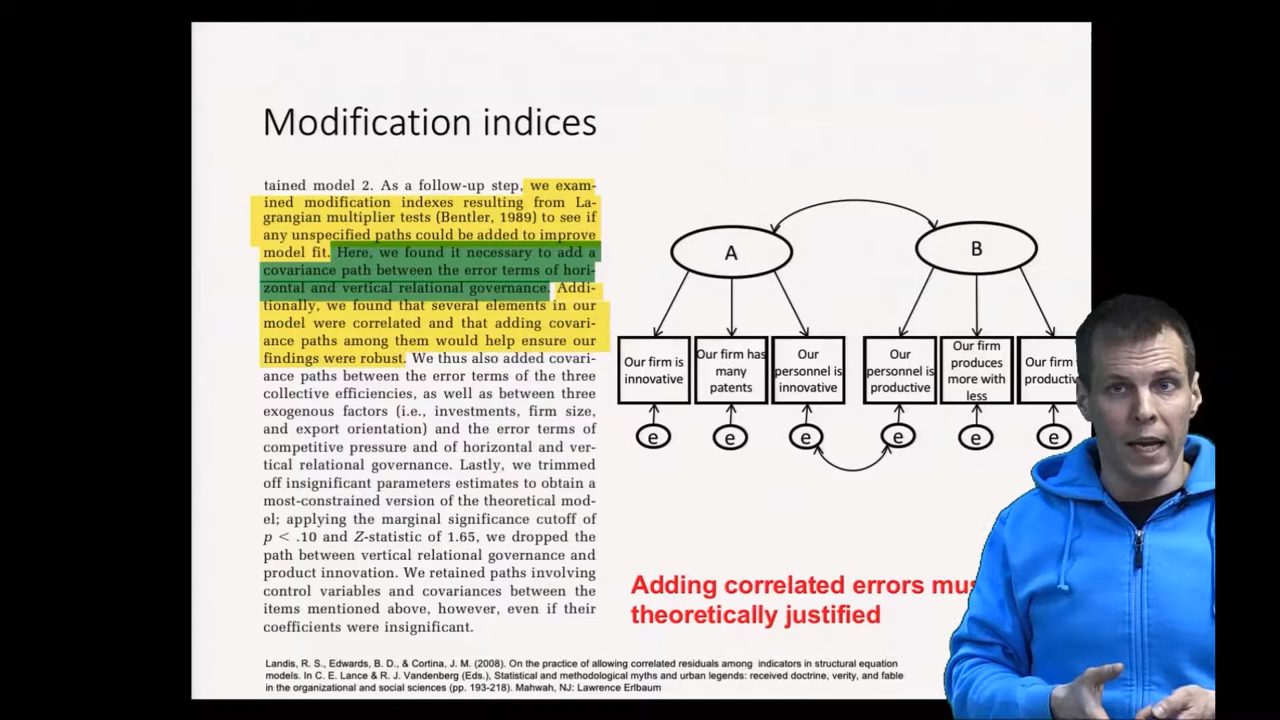 Modification indices
tained model 2. As a follow-up step, we exam-
ined modification indexes resulting from La-
grangian multiplier tests (Bentler, 1989) to see if
any unspecified paths could be added to improve
model fit. Here, we found it necessary to add a
covariance path between the error terms of hori-
zontal and vertical relational governance. Addi-
tionally, we found that several elements in our
model were correlated and that adding covari-
ance paths among them would help ensure our
findings were robust. We thus also added covari-
ance paths between the error terms of the three
collective efficiencies, as well as between three
exogenous factors (i.e., investments, firm size,
and export orientation) and the error terms of
competitive pressure and of horizontal and ver-
tical relational governance. Lastly, we trimmed
off insignificant parameters estimates to obtain a
most-constrained version of the theoretical mod-
el; applying the marginal significance cutoff of
p < .10 and Z-statistic of 1.65, we dropped the
path between vertical relational governance and
product innovation. We retained paths involving
control variables and covariances between the
items mentioned above, however, even if their
coefficients were insignificant.
A
B
Our firm is
innovative
Our firm has
many
patents
Our
personnel is
innovative
Our
personnel is
productive
Our firm
produces
more with
less
Our firm
productiv
e
e
e
e
e
e
Adding correlated errors mus
theoretically justified
Landis, R. S., Edwards, B. D., & Cortina, J. M. (2008). On the practice of allowing correlated residuals among indicators in structural equation
models. In C. E. Lance & R. J. Vandenberg (Eds.), Statistical and methodological myths and urban legends: received doctrine, verity, and fable
in the organizational and social sciences (pp. 193-218). Mahwah, NJ: Lawrence Erlbaum